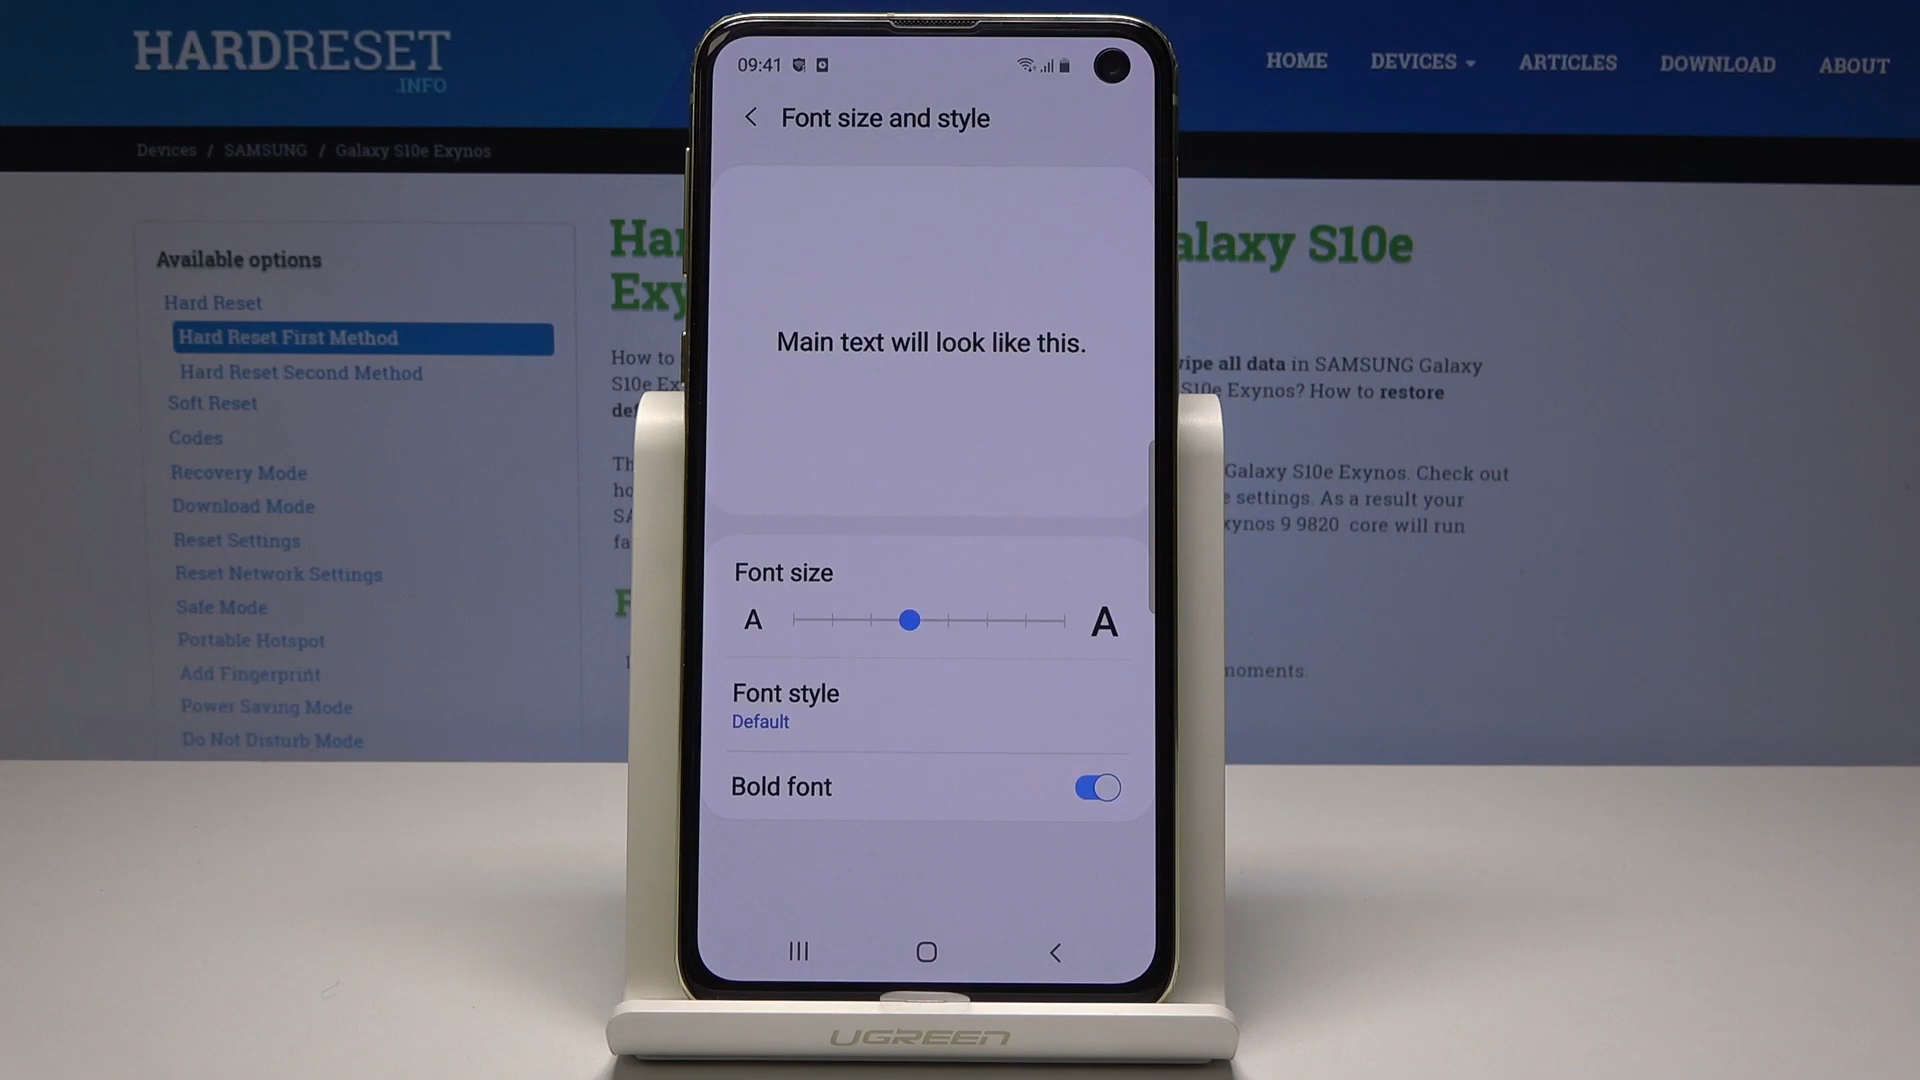 HARDRESET
.INFO
HOME DEVICES ARTICLES DOWNLOAD ABOUT
Devices / SAMSUNG / Galaxy S10e Exynos
Available options
Hard Reset
Hard Reset First Method
Hard Reset Second Method
Soft Reset
Codes
Recovery Mode
Download Mode
Reset Settings
Reset Network Settings
Safe Mode
Portable Hotspot
Add Fingerprint
Power Saving Mode
Do Not Disturb Mode
09:41
Font size and style
Main text will look like this.
Font size
A A
Font style
Default
Bold font
UGREEN
Galaxy S10e
How to
all data in SAMSUNG Galaxy
S10e
S10e Exynos? How to restore
Galaxy S10e Exynos. Check out
settings. As a result your
9 9820 core will run
moments.